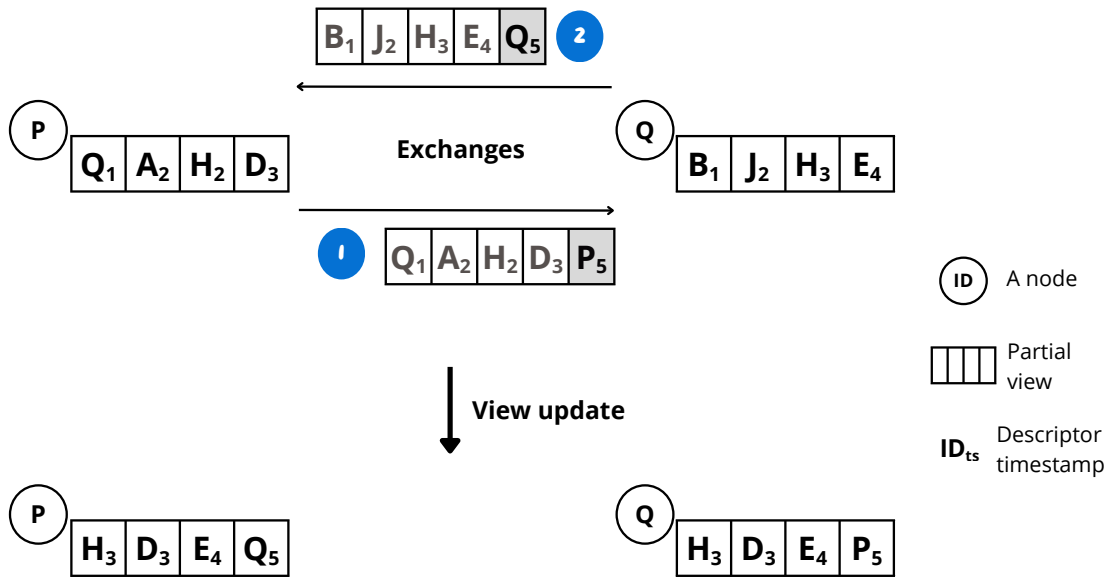 B₁ J₂ H₃ E₄ Q₅ 2
P
Q₁ A₂ H₂ D₃
Exchanges
Q
B₁ J₂ H₃ E₄
1 Q₁ A₂ H₂ D₃ P₅
ID A node
Partial
view
View update
ID_ts Descriptor
timestamp
P
H₃ D₃ E₄ Q₅
Q
H₃ D₃ E₄ P₅